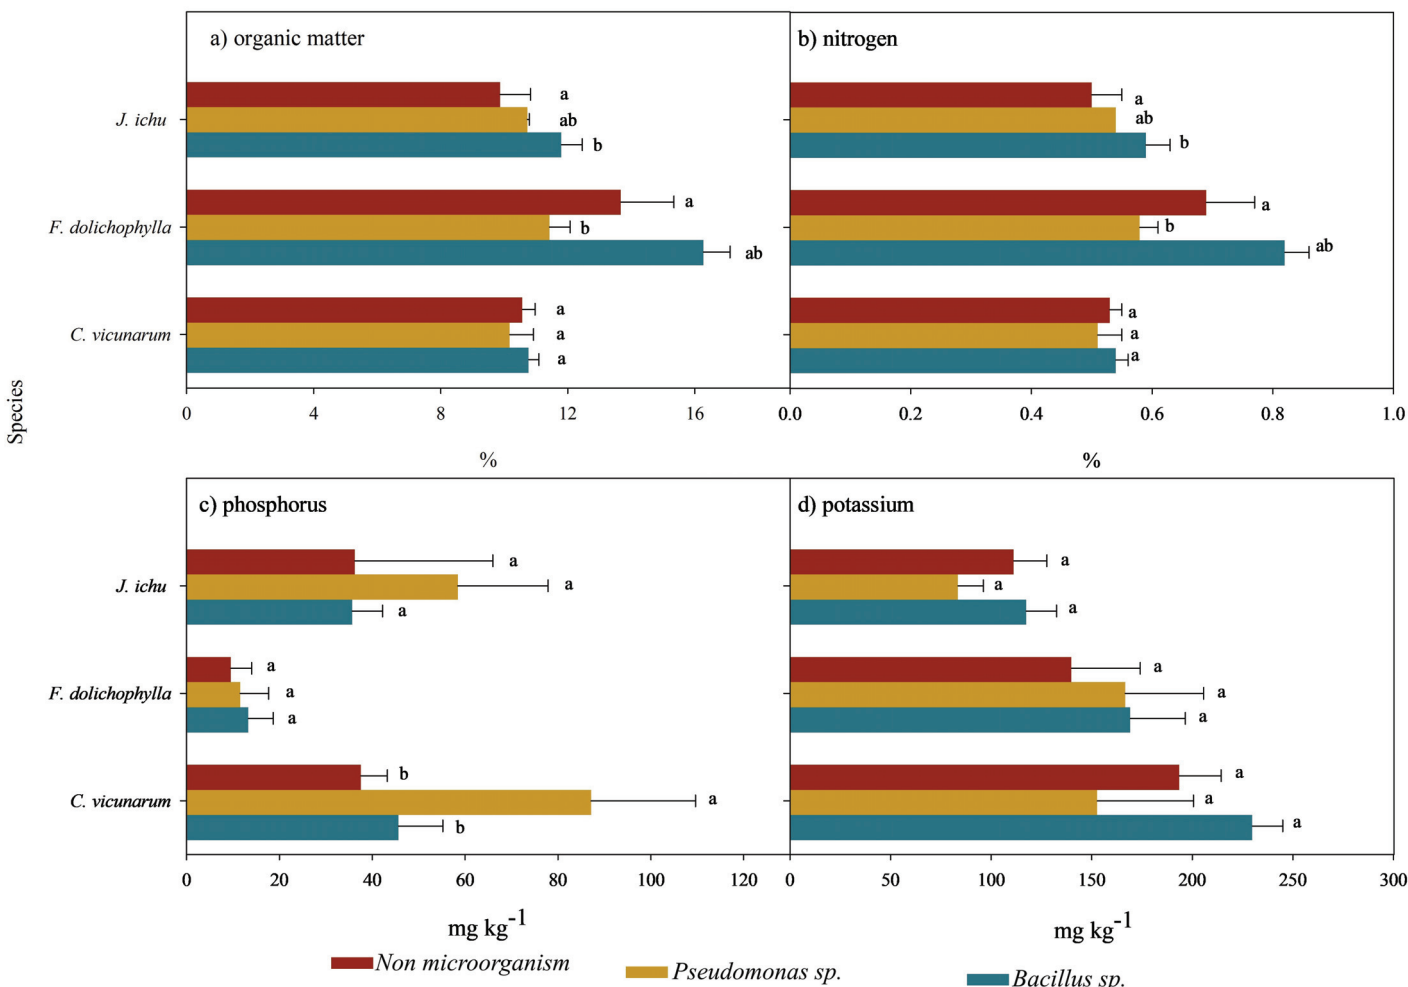 a) organic matter
J. ichu
a
ab
b
F. dolichophylla
a
b
ab
C. vicunarum
a
a
a
0 4 8 12 16
%
b) nitrogen
a
ab
b
a
b
ab
a
a
a
0.0 0.2 0.4 0.6 0.8 1.0
%
Species
c) phosphorus
J. ichu
a
a
a
F. dolichophylla
a
a
a
C. vicunarum
b
a
b
0 20 40 60 80 100 120
mg kg-1
d) potassium
a
a
a
a
a
a
a
a
a
0 50 100 150 200 250 300
mg kg-1
Non microorganism
Pseudomonas sp.
Bacillus sp.